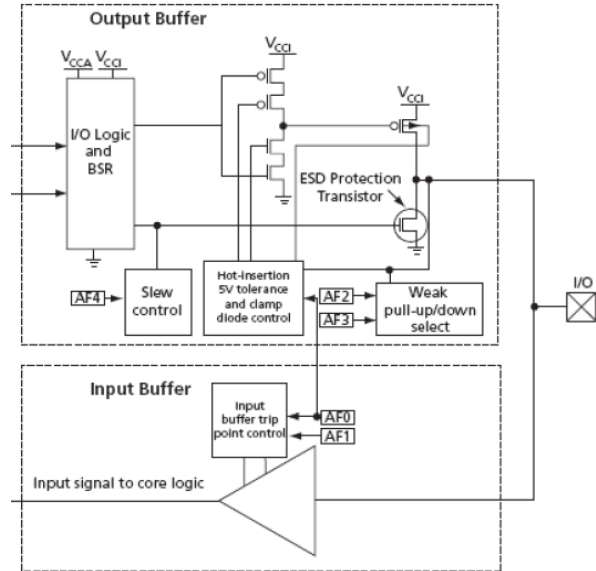 Output Buffer
VCCA VCCI
VCCI
VCCI
I/O Logic
and
BSR
ESD Protection
Transistor
Hot-insertion
5V tolerance
and clamp
diode control
AF4
Slew
control
AF2
AF3
Weak
pull-up/down
select
I/O
Input Buffer
Input
buffer trip
point control
AF0
AF1
Input signal to core logic